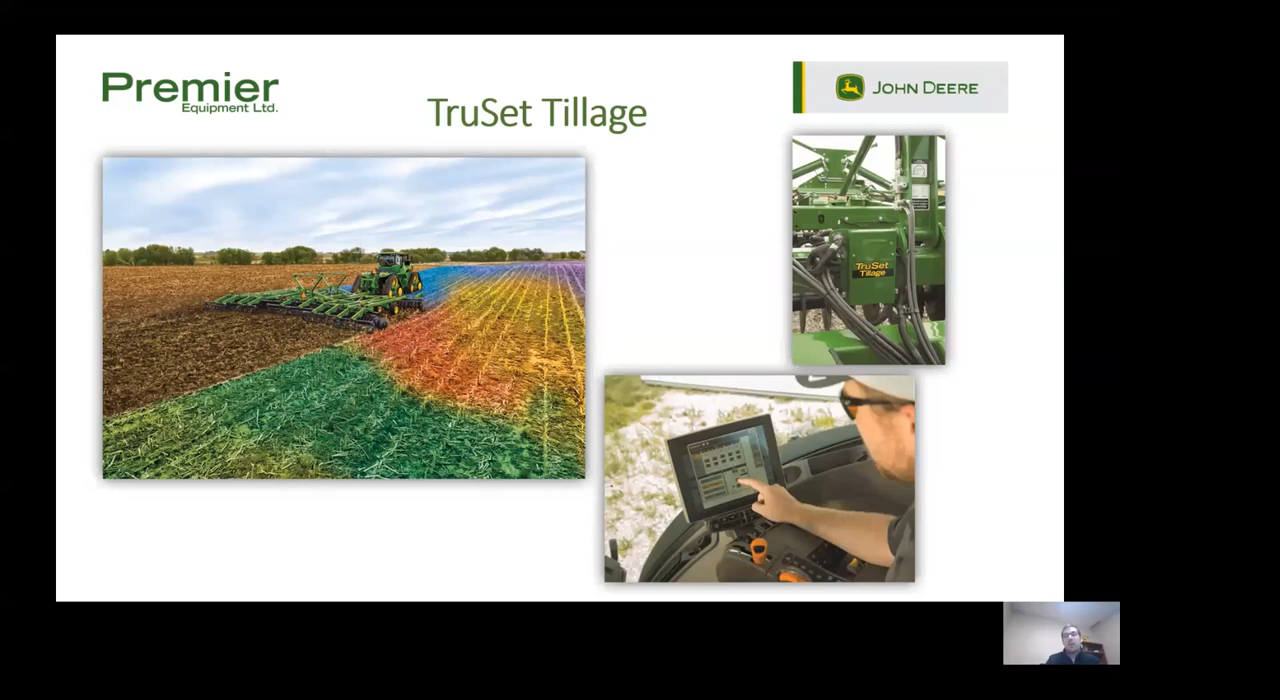 Premier
Equipment Ltd.
TruSet Tillage
JOHN DEERE
TruSet
Tillage